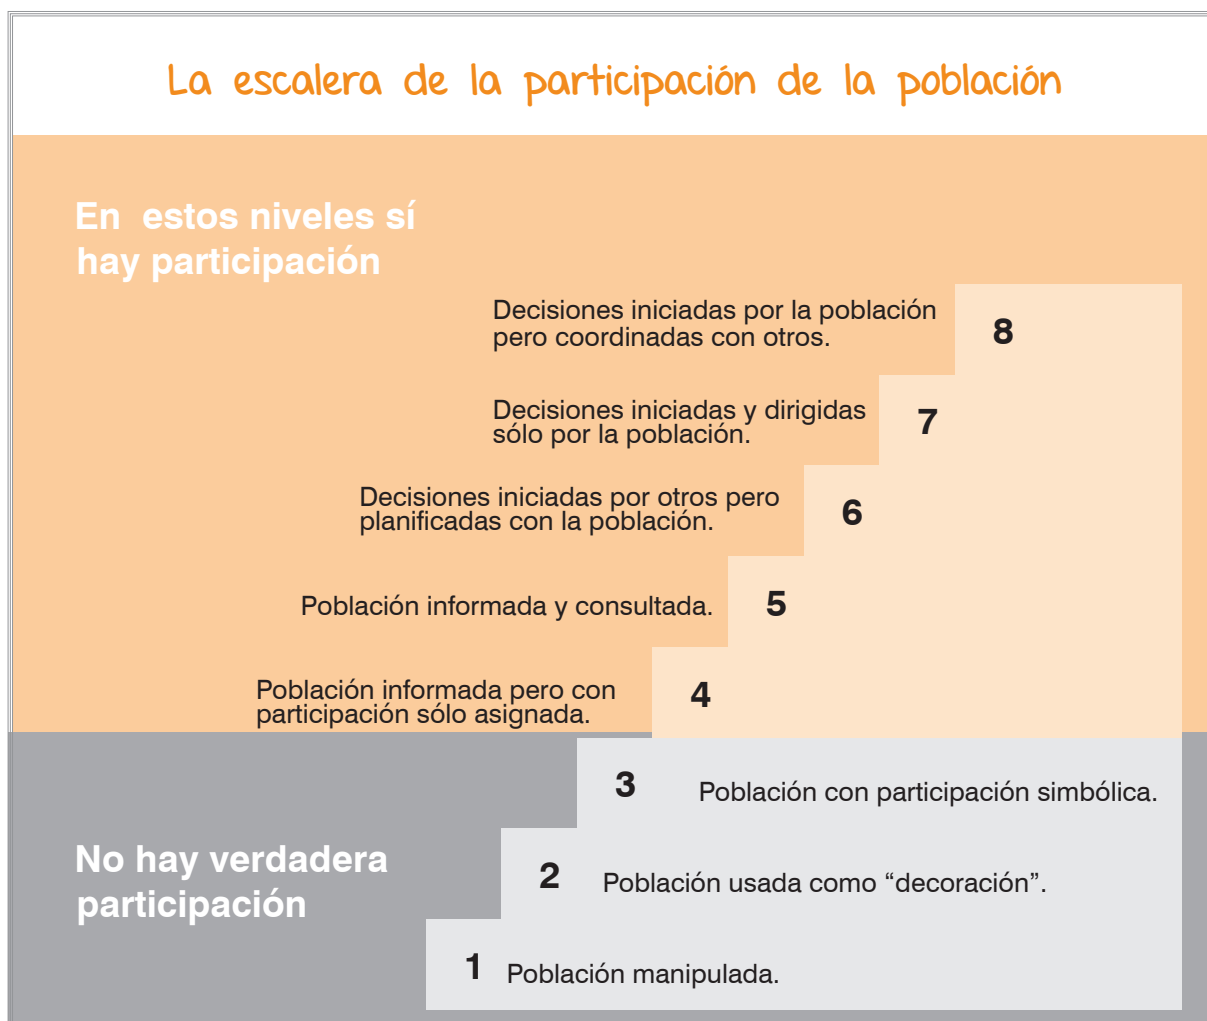 La escalera de la participación de la población
En estos niveles sí
hay participación
Decisiones iniciadas por la población
pero coordinadas con otros.
8
Decisiones iniciadas y dirigidas
sólo por la población.
7
Decisiones iniciadas por otros pero
planificadas con la población.
6
Población informada y consultada.
5
Población informada pero con
participación sólo asignada.
4
3
Población con participación simbólica.
No hay verdadera
participación
2
Población usada como “decoración”.
1
Población manipulada.